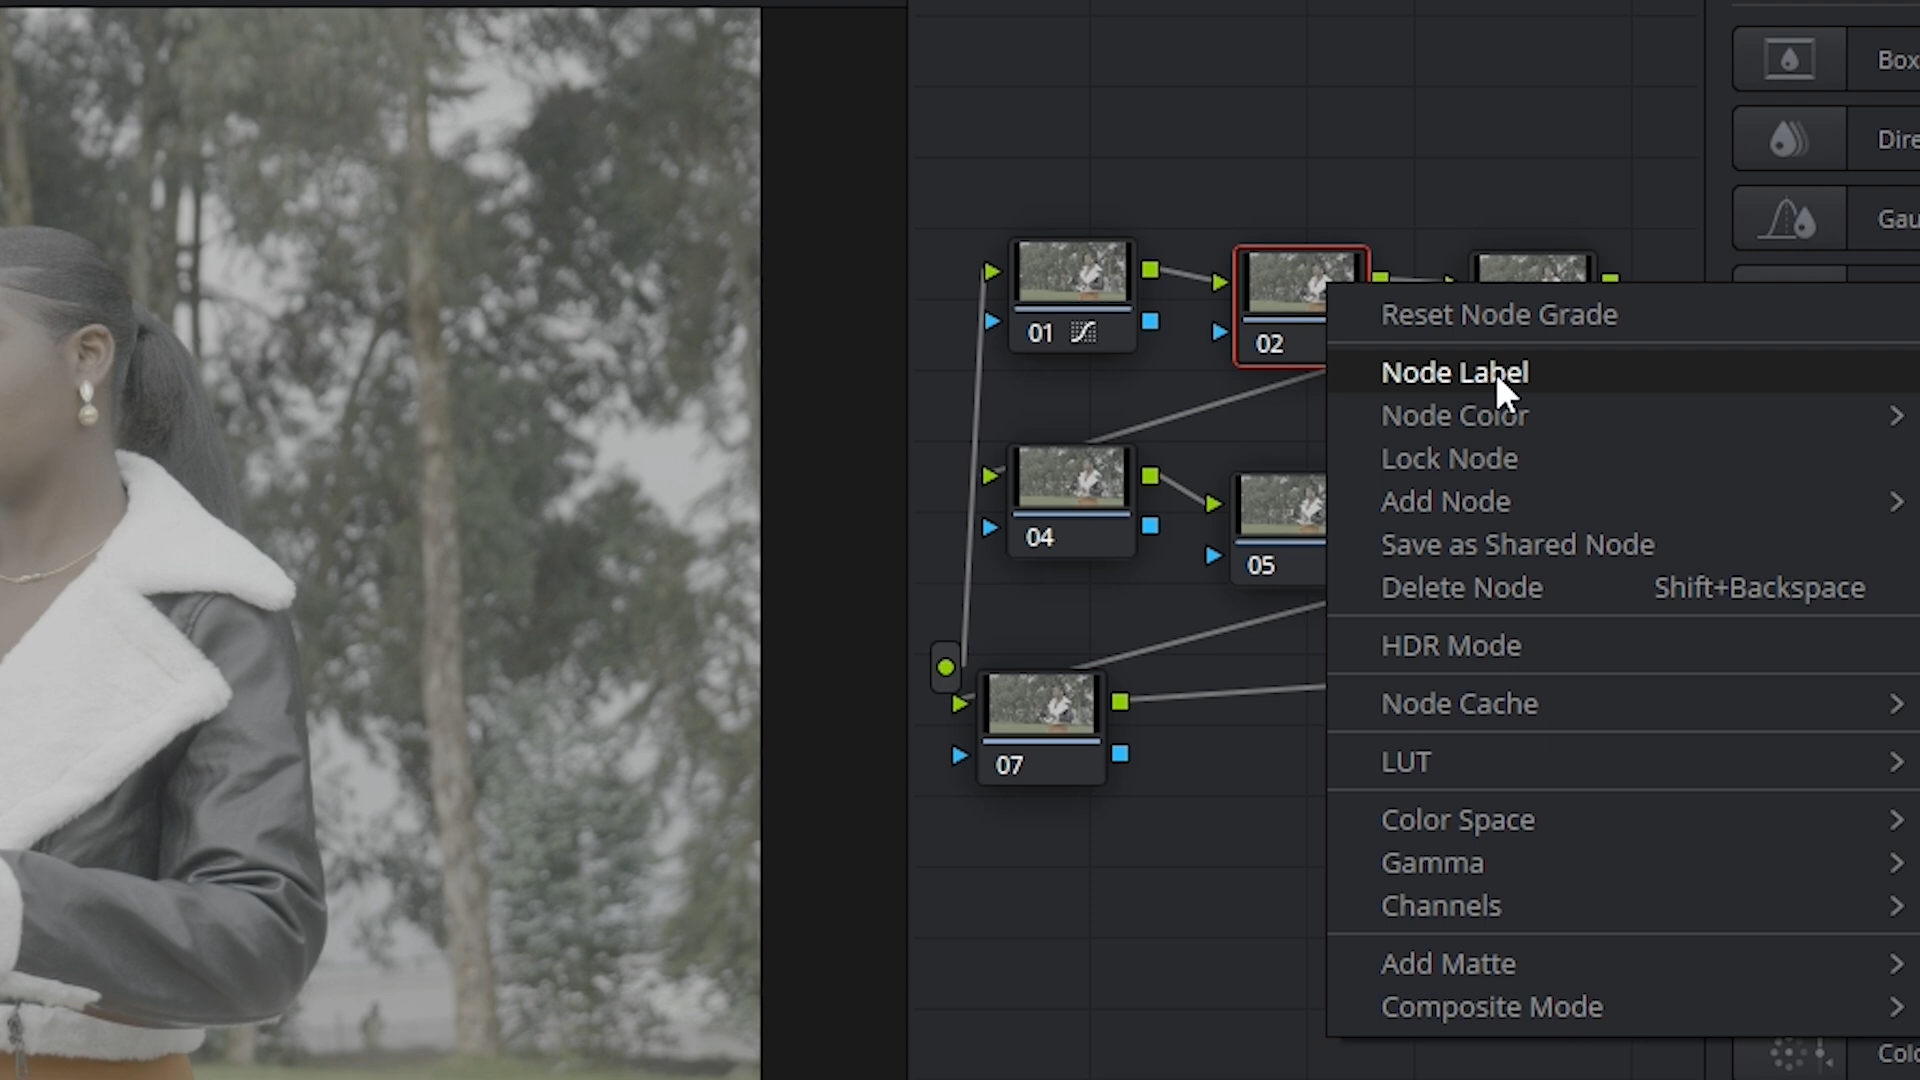 Box
Dire
Gau
01
02
Reset Node Grade
Node Label
Node Color
Lock Node
04
Add Node
Save as Shared Node
05
Delete Node Shift+Backspace
HDR Mode
Node Cache
07
LUT
Color Space
Gamma
Channels
Add Matte
Composite Mode
Colo